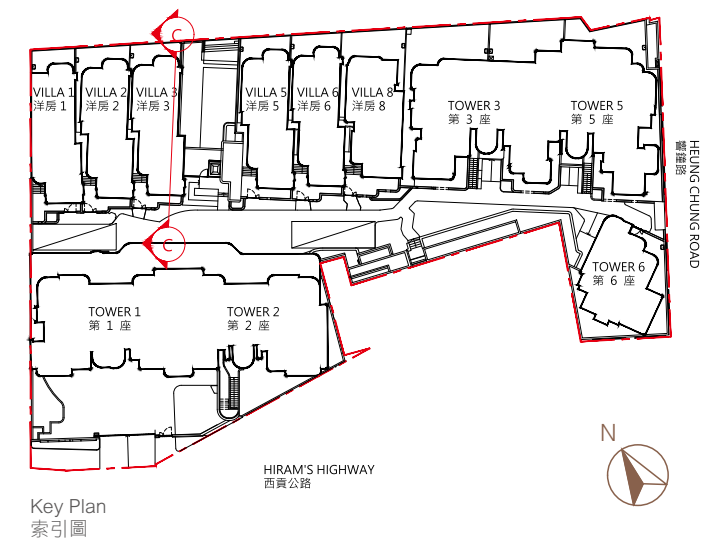 C
VILLA 1
洋房 1
VILLA 2
洋房 2
VILLA 3
洋房 3
VILLA 5
洋房 5
VILLA 6
洋房 6
VILLA 8
洋房 8
TOWER 3
第 3 座
TOWER 5
第 5 座
HEUNG CHUNG ROAD
響鐘路
C
TOWER 6
第 6 座
TOWER 1
第 1 座
TOWER 2
第 2 座
N
HIRAM'S HIGHWAY
西貢公路
Key Plan
索引圖